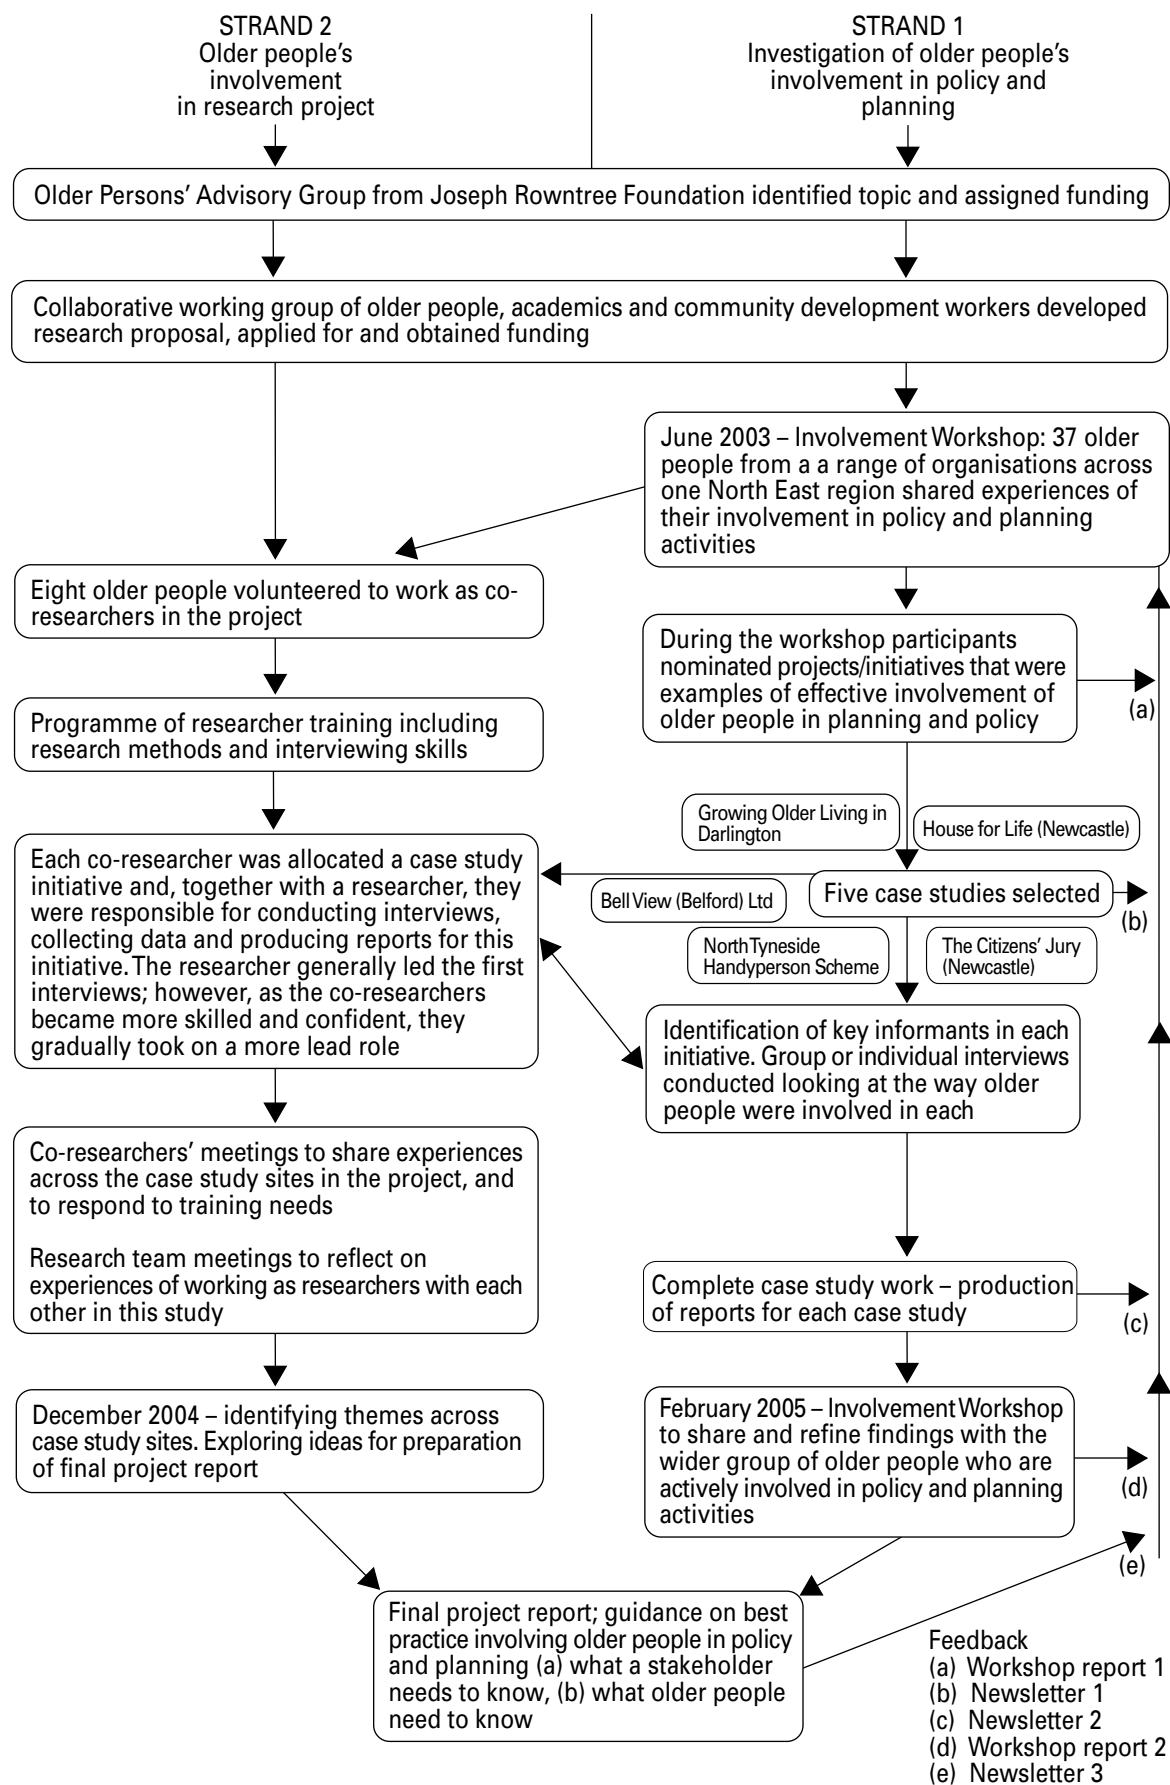 STRAND 2
Older people's
involvement
in research project
STRAND 1
Investigation of older people's
involvement in policy and
planning
Older Persons' Advisory Group from Joseph Rowntree Foundation identified topic and assigned funding
Collaborative working group of older people, academics and community development workers developed
research proposal, applied for and obtained funding
June 2003 – Involvement Workshop: 37 older
people from a a range of organisations across
one North East region shared experiences of
their involvement in policy and planning
activities
Eight older people volunteered to work as co-
researchers in the project
During the workshop participants
nominated projects/initiatives that were
examples of effective involvement of
older people in planning and policy
(a)
Programme of researcher training including
research methods and interviewing skills
Growing Older Living in
Darlington
House for Life (Newcastle)
Each co-researcher was allocated a case study
initiative and, together with a researcher, they
were responsible for conducting interviews,
collecting data and producing reports for this
initiative. The researcher generally led the first
interviews; however, as the co-researchers
became more skilled and confident, they
gradually took on a more lead role
Bell View (Belford) Ltd
Five case studies selected
(b)
North Tyneside
Handyperson Scheme
The Citizens' Jury
(Newcastle)
Identification of key informants in each
initiative. Group or individual interviews
conducted looking at the way older
people were involved in each
Co-researchers' meetings to share experiences
across the case study sites in the project, and
to respond to training needs
Research team meetings to reflect on
experiences of working as researchers with each
other in this study
Complete case study work – production
of reports for each case study
(c)
December 2004 – identifying themes across
case study sites. Exploring ideas for preparation
of final project report
February 2005 – Involvement Workshop
to share and refine findings with the
wider group of older people who are
actively involved in policy and planning
activities
(d)
(e)
Final project report; guidance on best
practice involving older people in policy
and planning (a) what a stakeholder
needs to know, (b) what older people
need to know
Feedback
(a) Workshop report 1
(b) Newsletter 1
(c) Newsletter 2
(d) Workshop report 2
(e) Newsletter 3